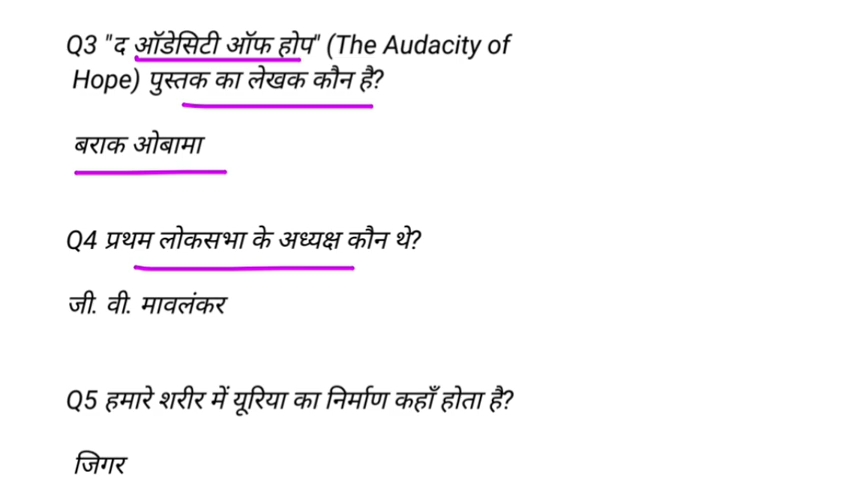 Q3 "द ऑडेसिटी ऑफ होप" (The Audacity of
Hope) पुस्तक का लेखक कौन है?
बराक ओबामा
Q4 प्रथम लोकसभा के अध्यक्ष कौन थे?
जी. वी. मावलंकर
Q5 हमारे शरीर में यूरिया का निर्माण कहाँ होता है?
जिगर